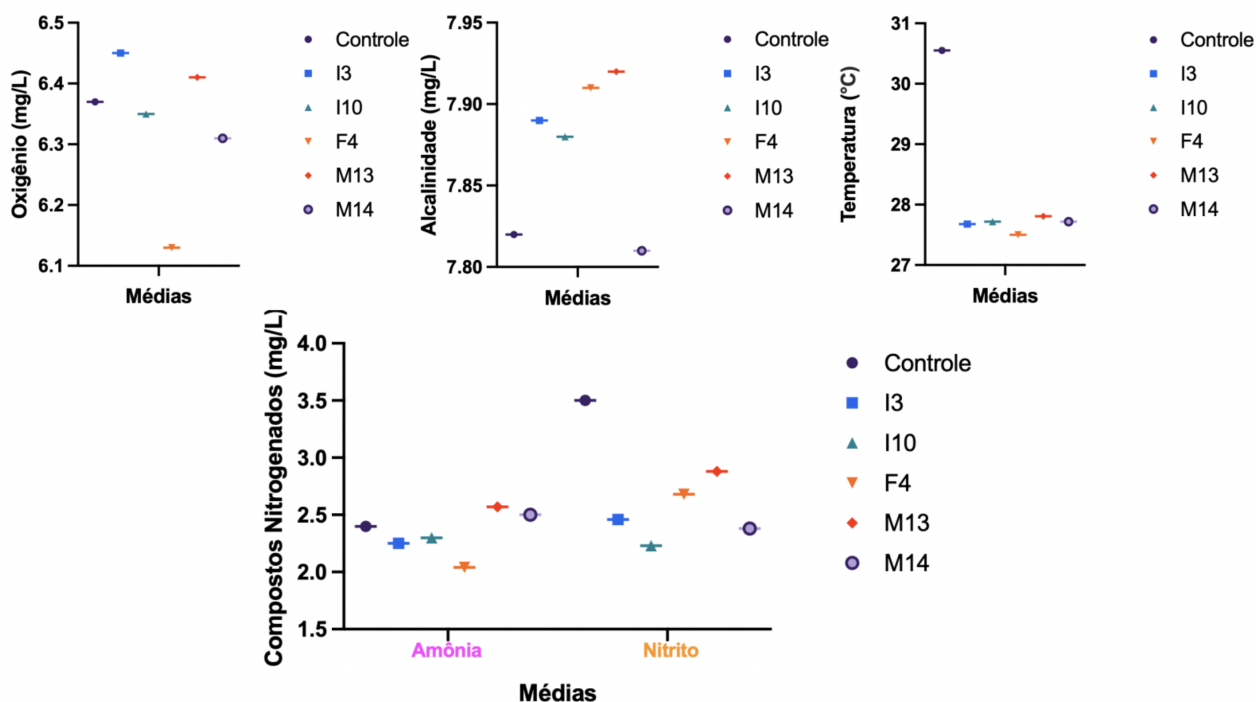 Oxigênio (mg/L)
6.5
6.4
6.3
6.2
6.1
Médias
Controle
I3
I10
F4
M13
M14
Alcalinidade (mg/L)
7.95
7.90
7.85
7.80
Médias
Controle
I3
I10
F4
M13
M14
Temperatura (°C)
31
30
29
28
27
Médias
Controle
I3
I10
F4
M13
M14
Compostos Nitrogenados (mg/L)
4.0
3.5
3.0
2.5
2.0
1.5
Amônia
Nitrito
Médias
Controle
I3
I10
F4
M13
M14